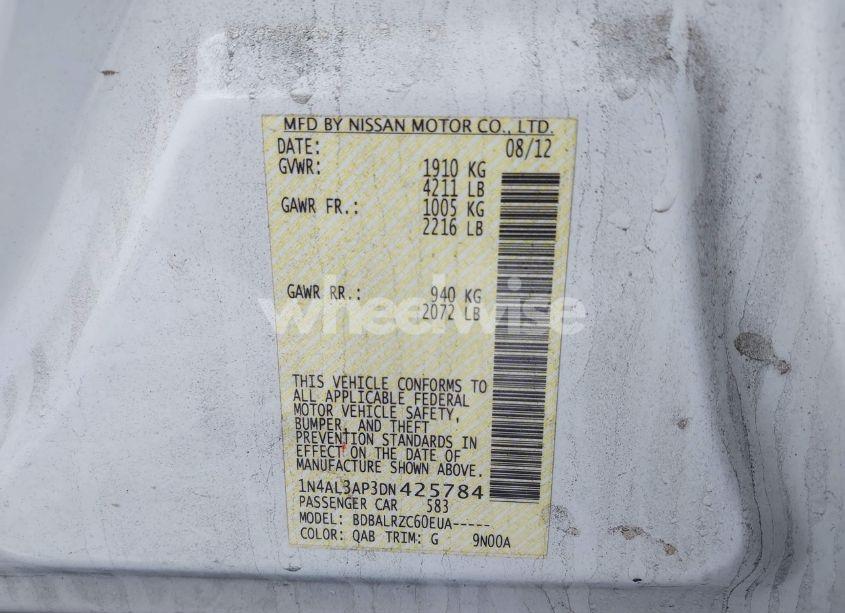 MFD BY NISSAN MOTOR CO., LTD.
DATE: 08/12
GVWR: 1910 KG
4211 LB
GAWR FR.: 1005 KG
2216 LB
GAWR RR.: 940 KG
2072 LB
wheelwise
THIS VEHICLE CONFORMS TO
ALL APPLICABLE FEDERAL
MOTOR VEHICLE SAFETY,
BUMPER, AND THEFT
PREVENTION STANDARDS IN
EFFECT ON THE DATE OF
MANUFACTURE SHOWN ABOVE.
1N4AL3AP3DN425784
PASSENGER CAR 583
MODEL: BDBALRZC60EUA-----
COLOR: QAB TRIM: G 9N00A